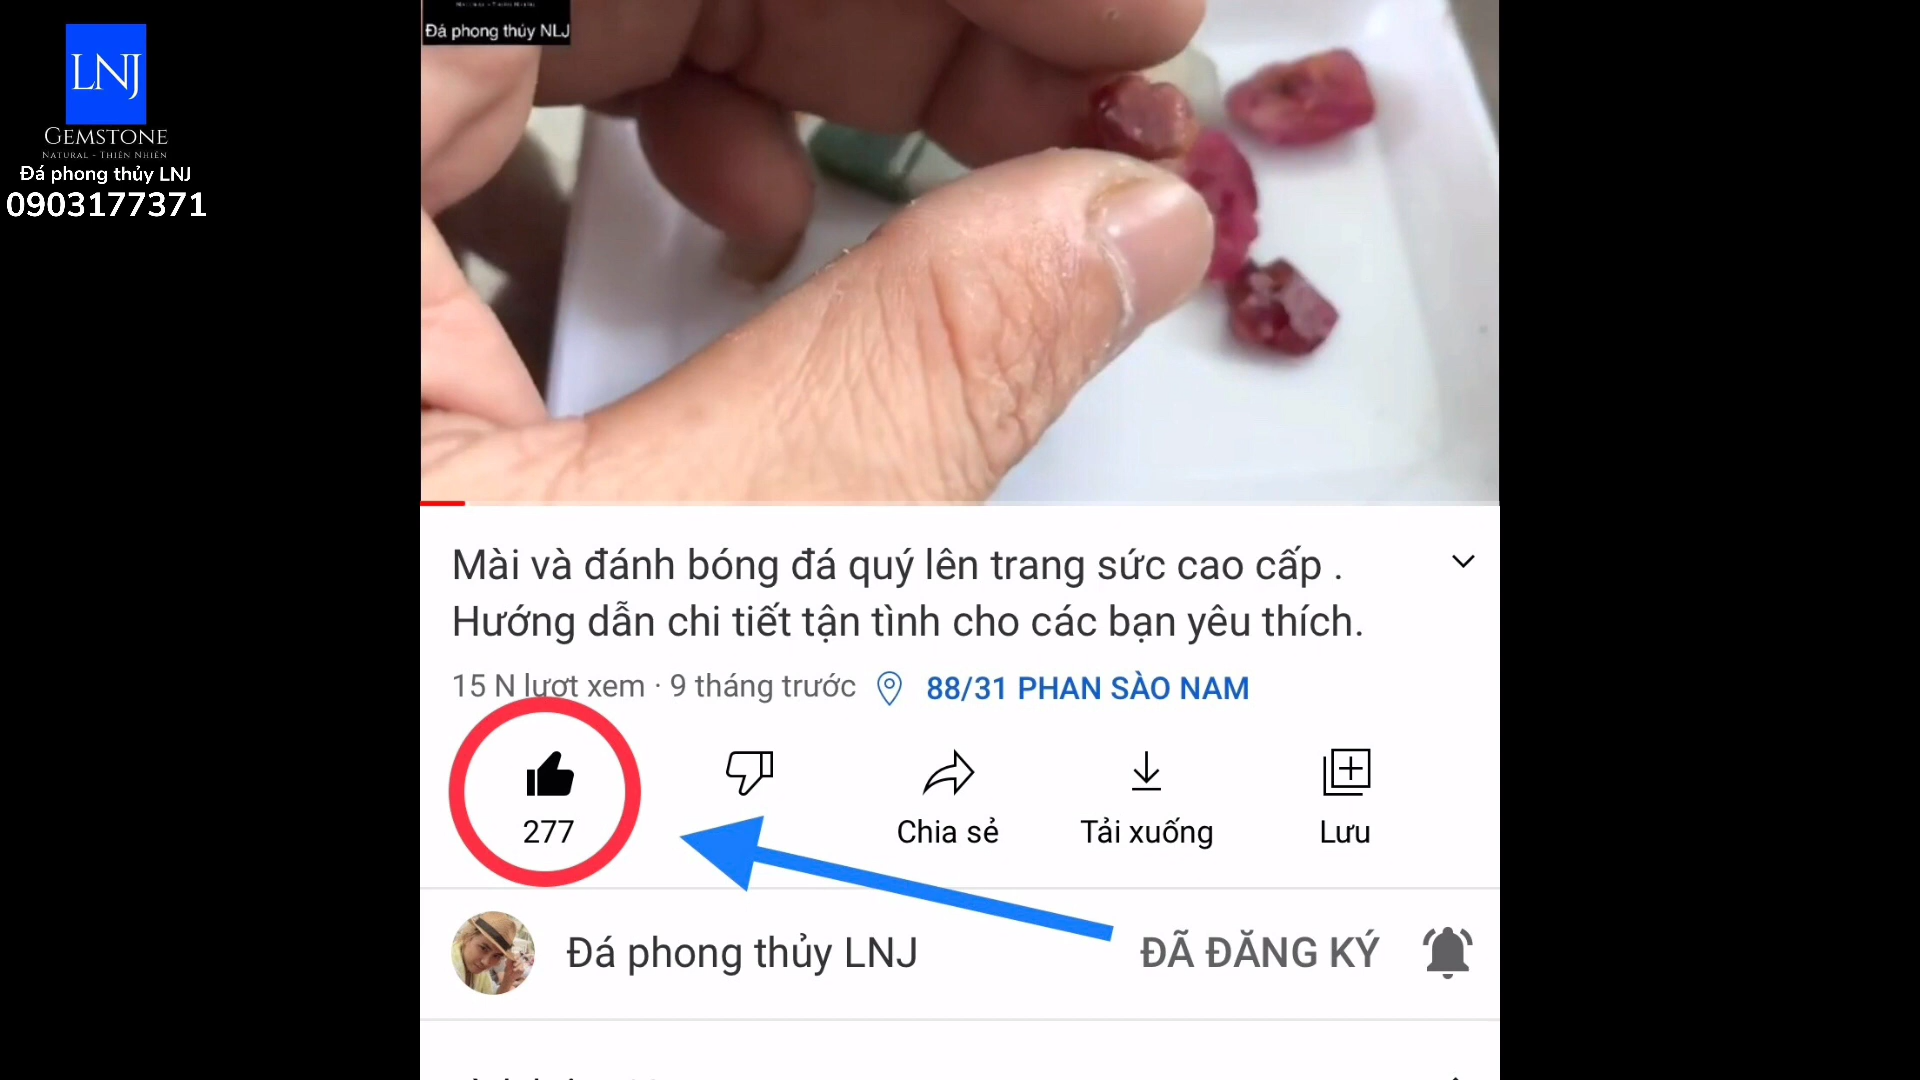 LNJ
GEMSTONE
NATURAL - THIÊN NHIÊN
Đá phong thủy LNJ
0903177371
Đá phong thủy NLJ
Mài và đánh bóng đá quý lên trang sức cao cấp .
Hướng dẫn chi tiết tận tình cho các bạn yêu thích.
15 N lượt xem · 9 tháng trước 88/31 PHAN SÀO NAM
277 Chia sẻ Tải xuống Lưu
Đá phong thủy LNJ ĐÃ ĐĂNG KÝ